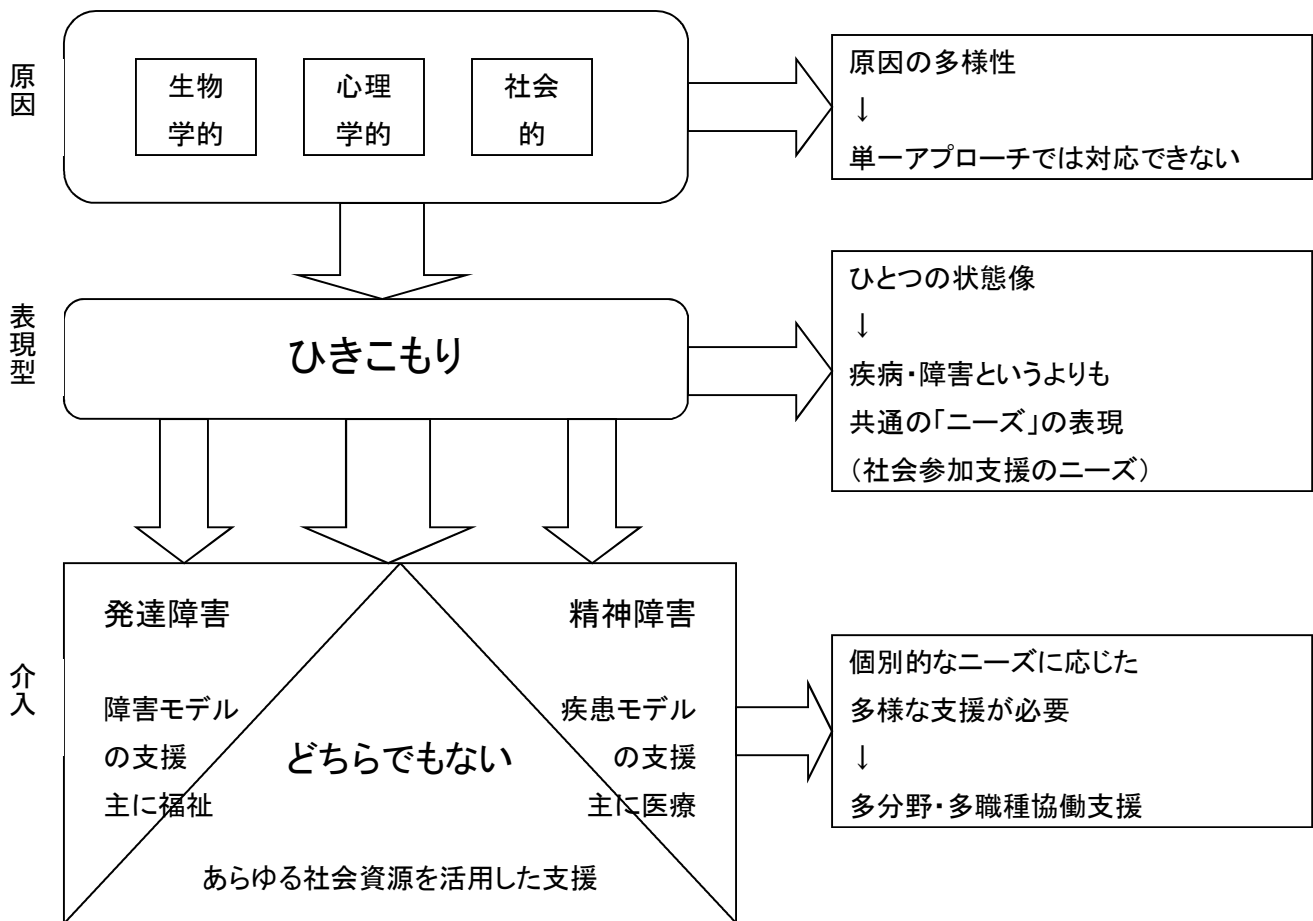 原因
生物
学的
心理
学的
社会
的
原因の多様性
↓
単一アプローチでは対応できない
表現型
ひきこもり
ひとつの状態像
↓
疾病・障害というよりも
共通の「ニーズ」の表現
（社会参加支援のニーズ）
介入
発達障害
障害モデル
の支援
主に福祉
どちらでもない
精神障害
疾患モデル
の支援
主に医療
あらゆる社会資源を活用した支援
個別的なニーズに応じた
多様な支援が必要
↓
多分野・多職種協働支援